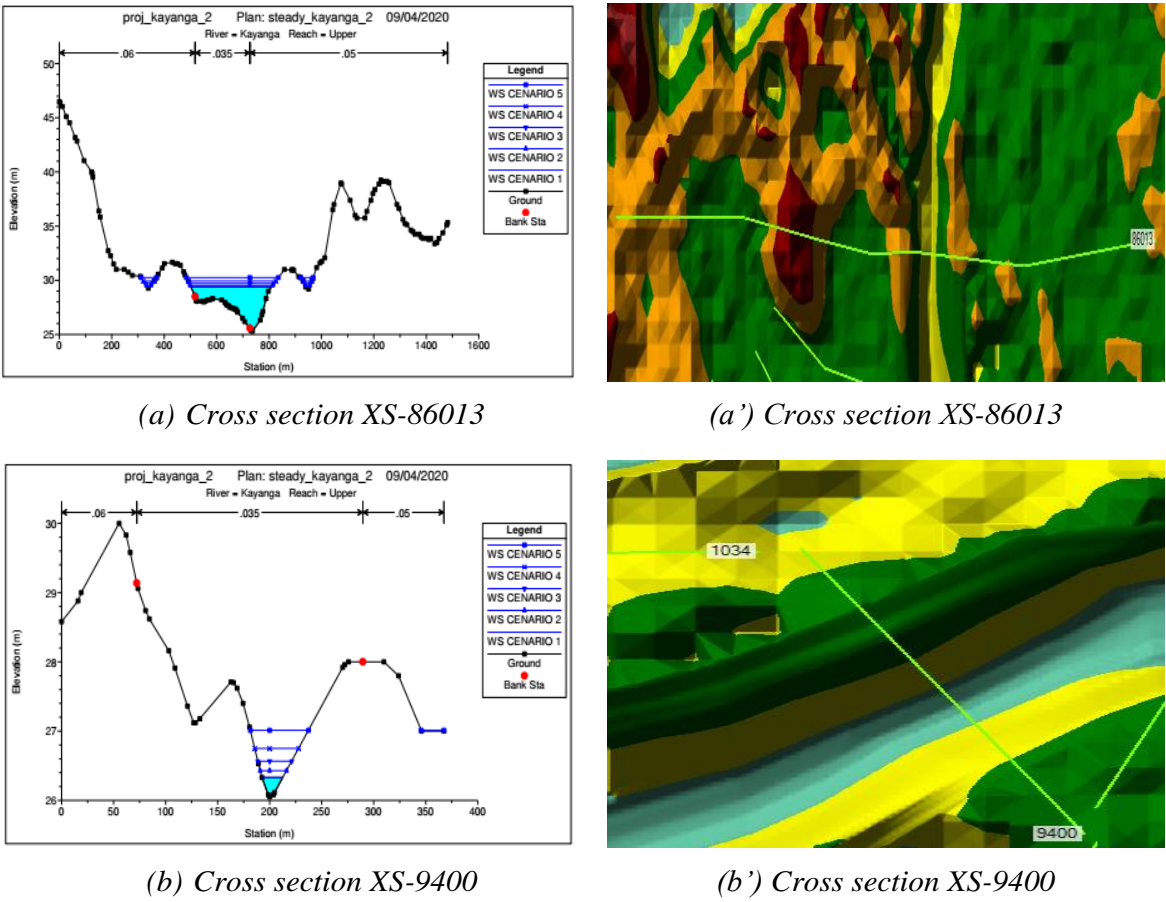 proj_kayanga_2 Plan: steady_kayanga_2 09/04/2020
River = Kayanga Reach = Upper
.06 .035 .05
Legend
WS CENARIO 5
WS CENARIO 4
WS CENARIO 3
WS CENARIO 2
WS CENARIO 1
Ground
Bank Sta
50
45
40
35
30
25
Elevation (m)
0 200 400 600 800 1000 1200 1400 1600
Station (m)
86013
(a) Cross section XS-86013
(a’) Cross section XS-86013
proj_kayanga_2 Plan: steady_kayanga_2 09/04/2020
River = Kayanga Reach = Upper
.06 .035 .05
Legend
WS CENARIO 5
WS CENARIO 4
WS CENARIO 3
WS CENARIO 2
WS CENARIO 1
Ground
Bank Sta
30
29
28
27
26
Elevation (m)
0 50 100 150 200 250 300 350 400
Station (m)
1034
9400
(b) Cross section XS-9400
(b’) Cross section XS-9400